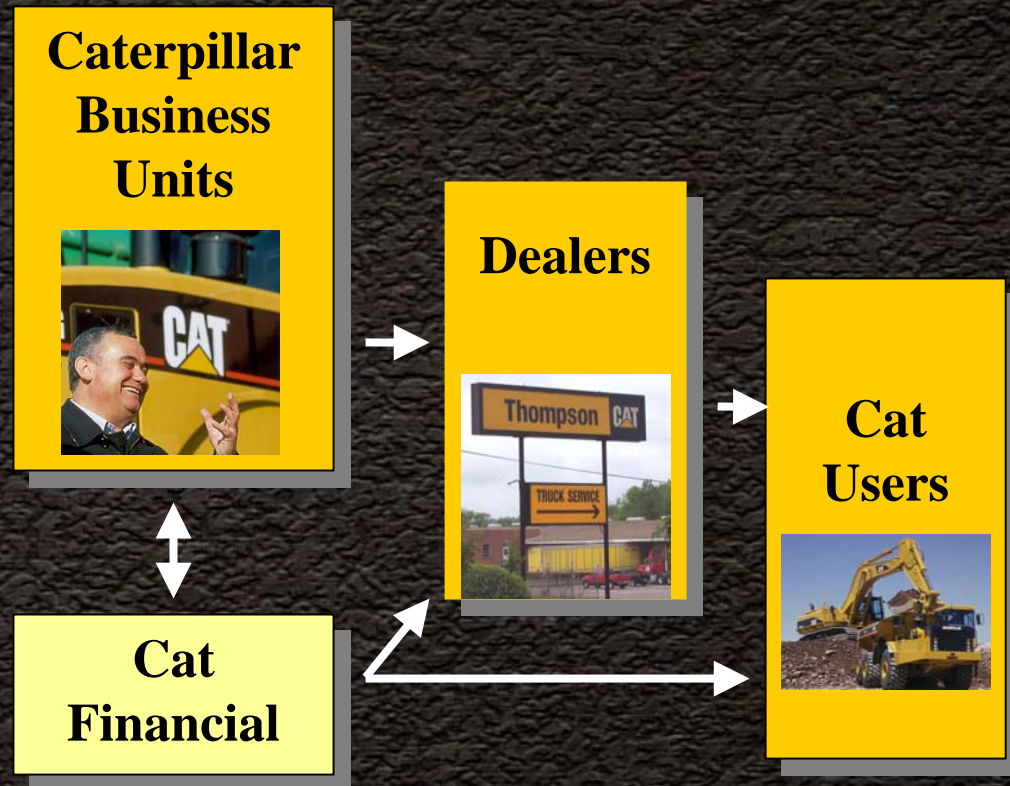 Caterpillar
Business
Units
CAT
Dealers
Thompson CAT
TRUCK SERVICE
Cat
Users
Cat
Financial